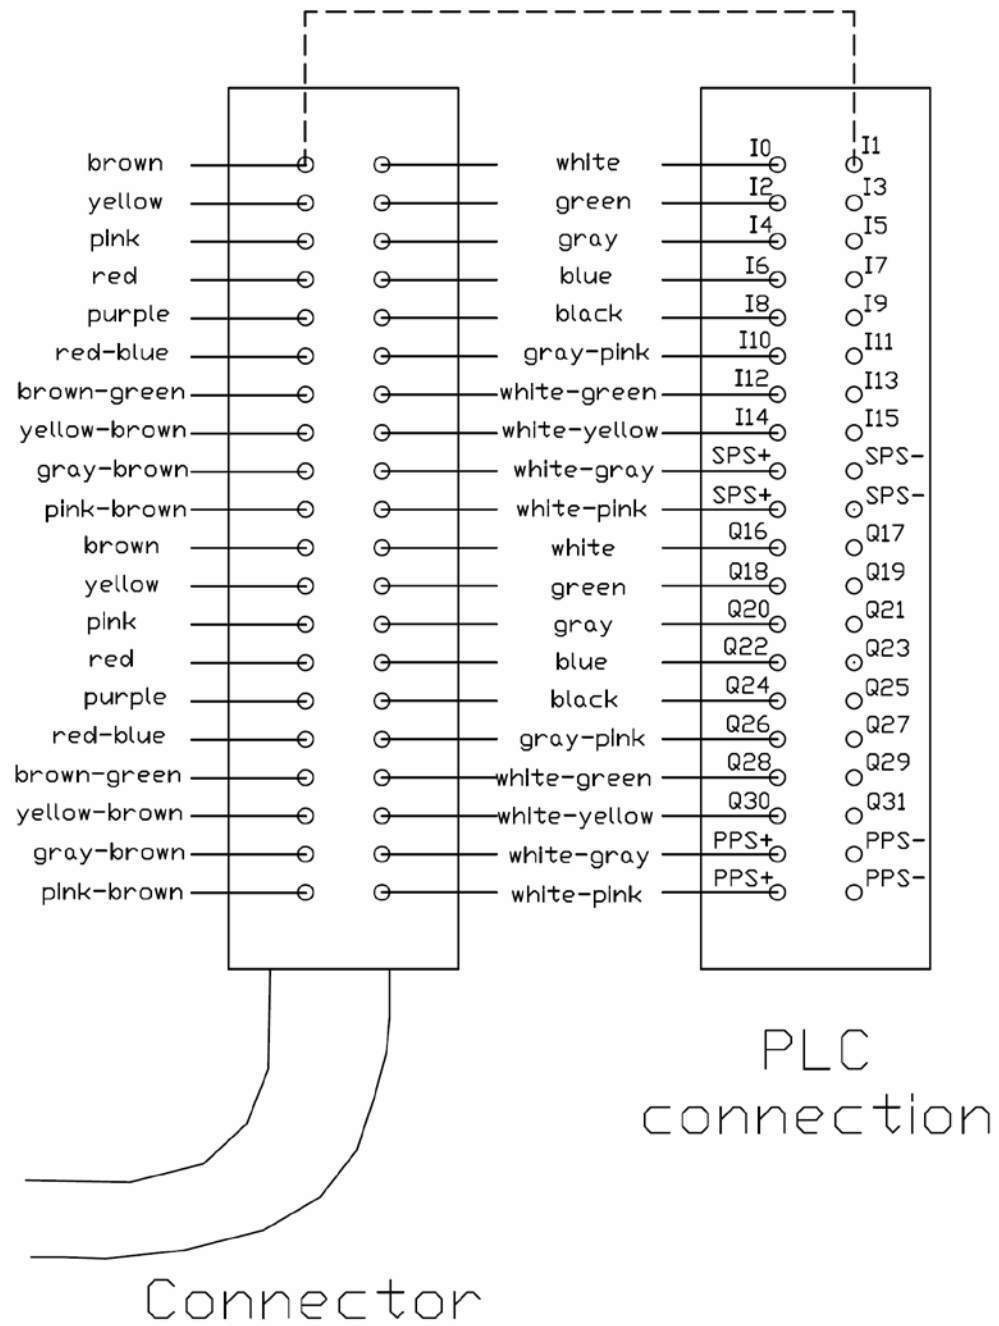 brown white I0 I1
yellow green I2 I3
pink gray I4 I5
red blue I6 I7
purple black I8 I9
red-blue gray-pink I10 I11
brown-green white-green I12 I13
yellow-brown white-yellow I14 I15
gray-brown white-gray SPS+ SPS-
pink-brown white-pink SPS+ SPS-
brown white Q16 Q17
yellow green Q18 Q19
pink gray Q20 Q21
red blue Q22 Q23
purple black Q24 Q25
red-blue gray-pink Q26 Q27
brown-green white-green Q28 Q29
yellow-brown white-yellow Q30 Q31
gray-brown white-gray PPS+ PPS-
pink-brown white-pink PPS+ PPS-
PLC
connection
Connector